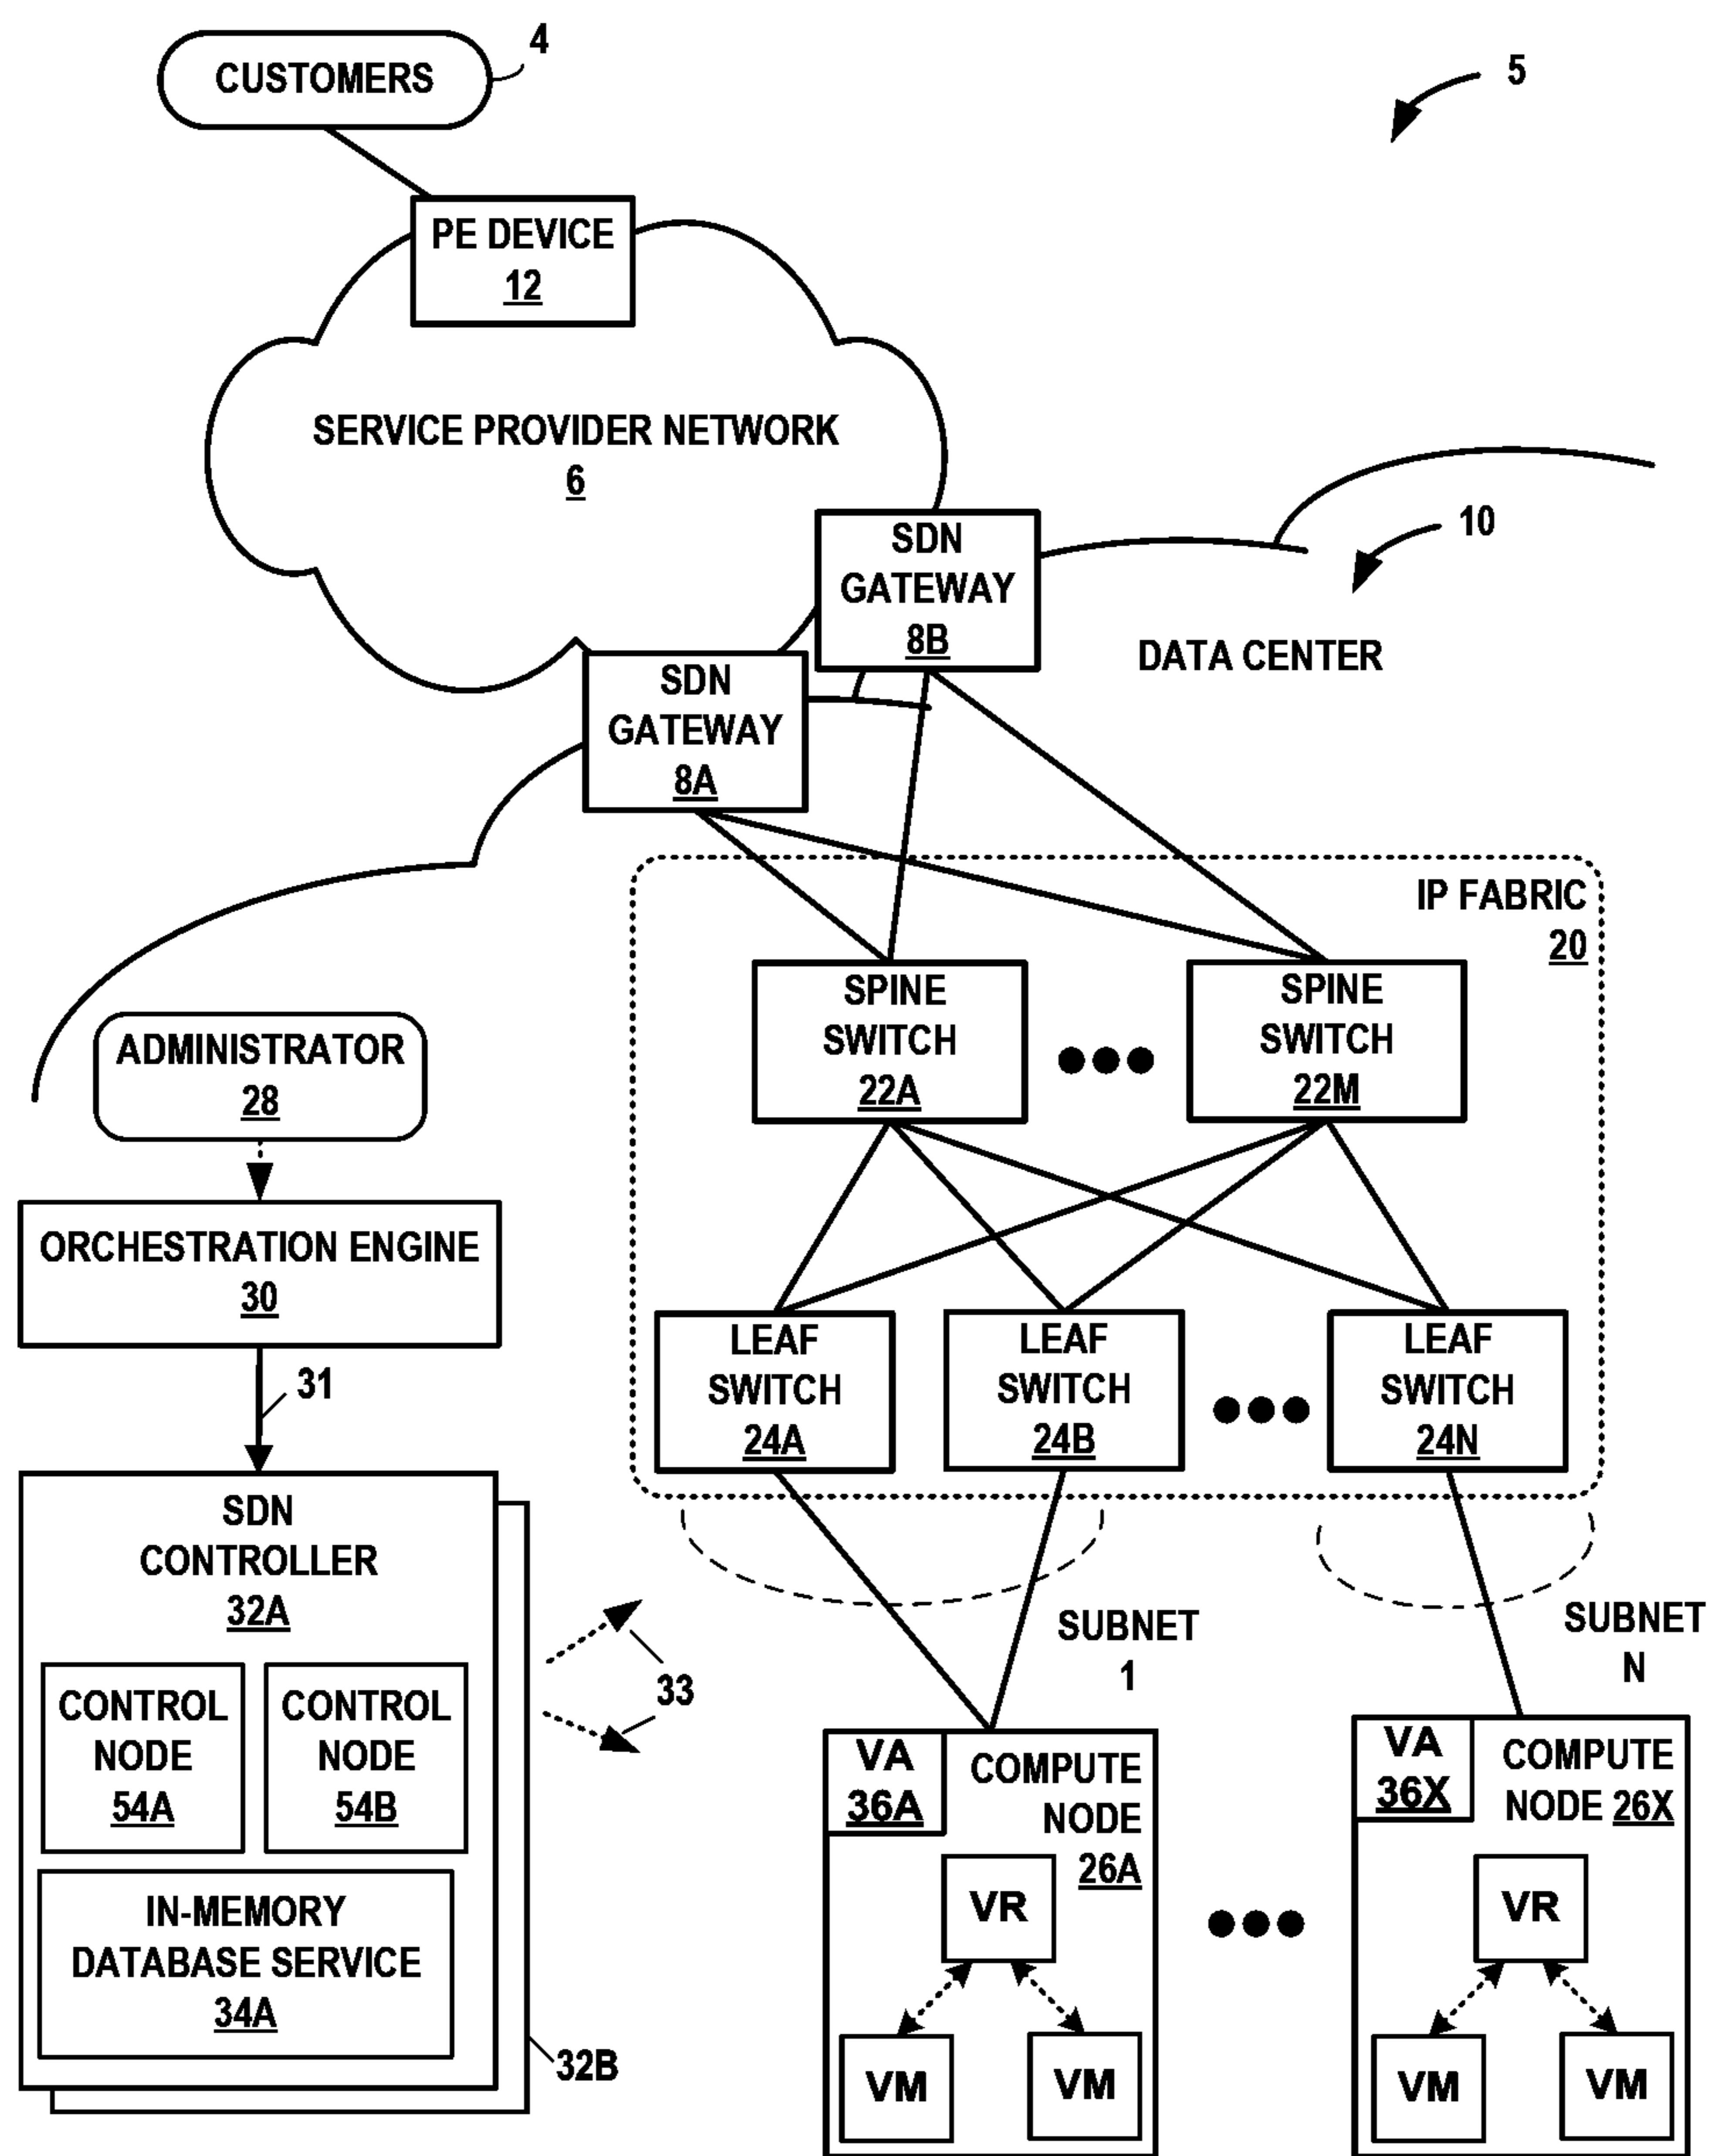 CUSTOMERS
4
5
PE DEVICE
12
SERVICE PROVIDER NETWORK
6
SDN
GATEWAY
8B
10
DATA CENTER
SDN
GATEWAY
8A
IP FABRIC
20
SPINE
SWITCH
22A
SPINE
SWITCH
22M
ADMINISTRATOR
28
ORCHESTRATION ENGINE
30
31
LEAF
SWITCH
24A
LEAF
SWITCH
24B
LEAF
SWITCH
24N
SDN
CONTROLLER
32A
CONTROL
NODE
54A
CONTROL
NODE
54B
IN-MEMORY
DATABASE SERVICE
34A
32B
33
SUBNET
1
SUBNET
N
VA
36A
COMPUTE
NODE
26A
VR
VM
VM
VA
36X
COMPUTE
NODE 26X
VR
VM
VM